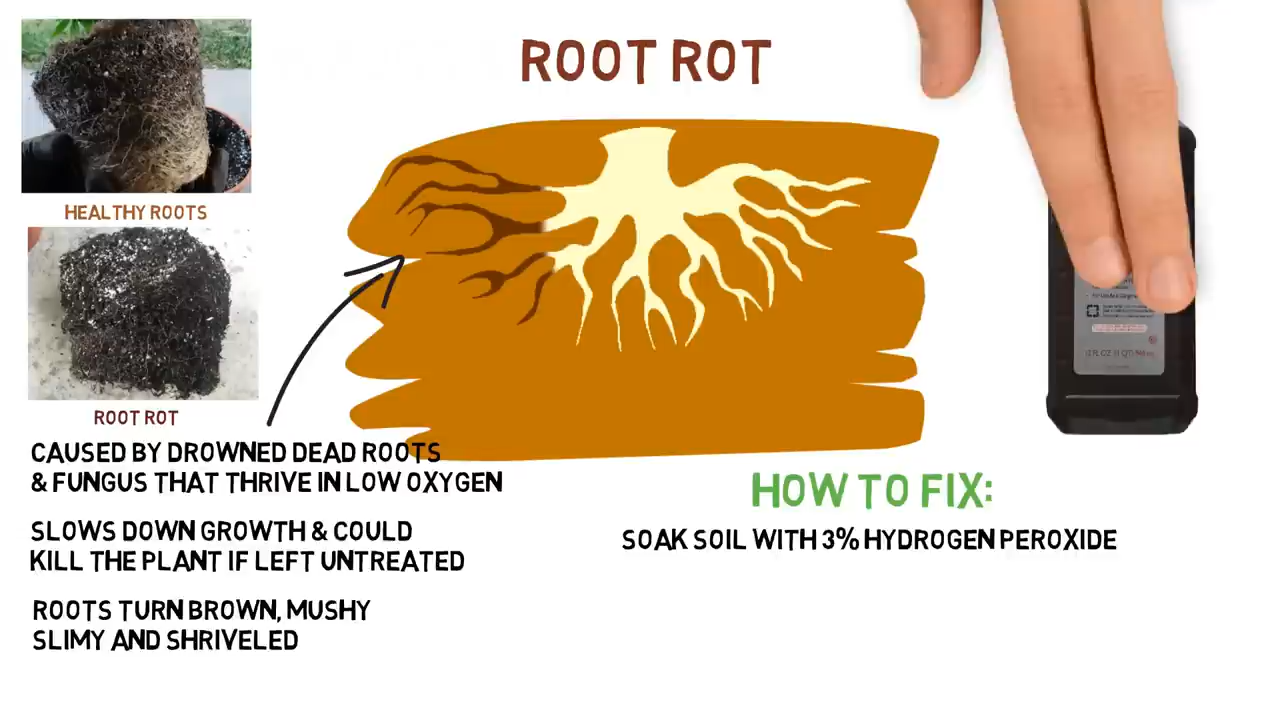 ROOT ROT
HEALTHY ROOTS
ROOT ROT
CAUSED BY DROWNED DEAD ROOTS
& FUNGUS THAT THRIVE IN LOW OXYGEN
SLOWS DOWN GROWTH & COULD
KILL THE PLANT IF LEFT UNTREATED
ROOTS TURN BROWN, MUSHY
SLIMY AND SHRIVELED
HOW TO FIX:
SOAK SOIL WITH 3% HYDROGEN PEROXIDE